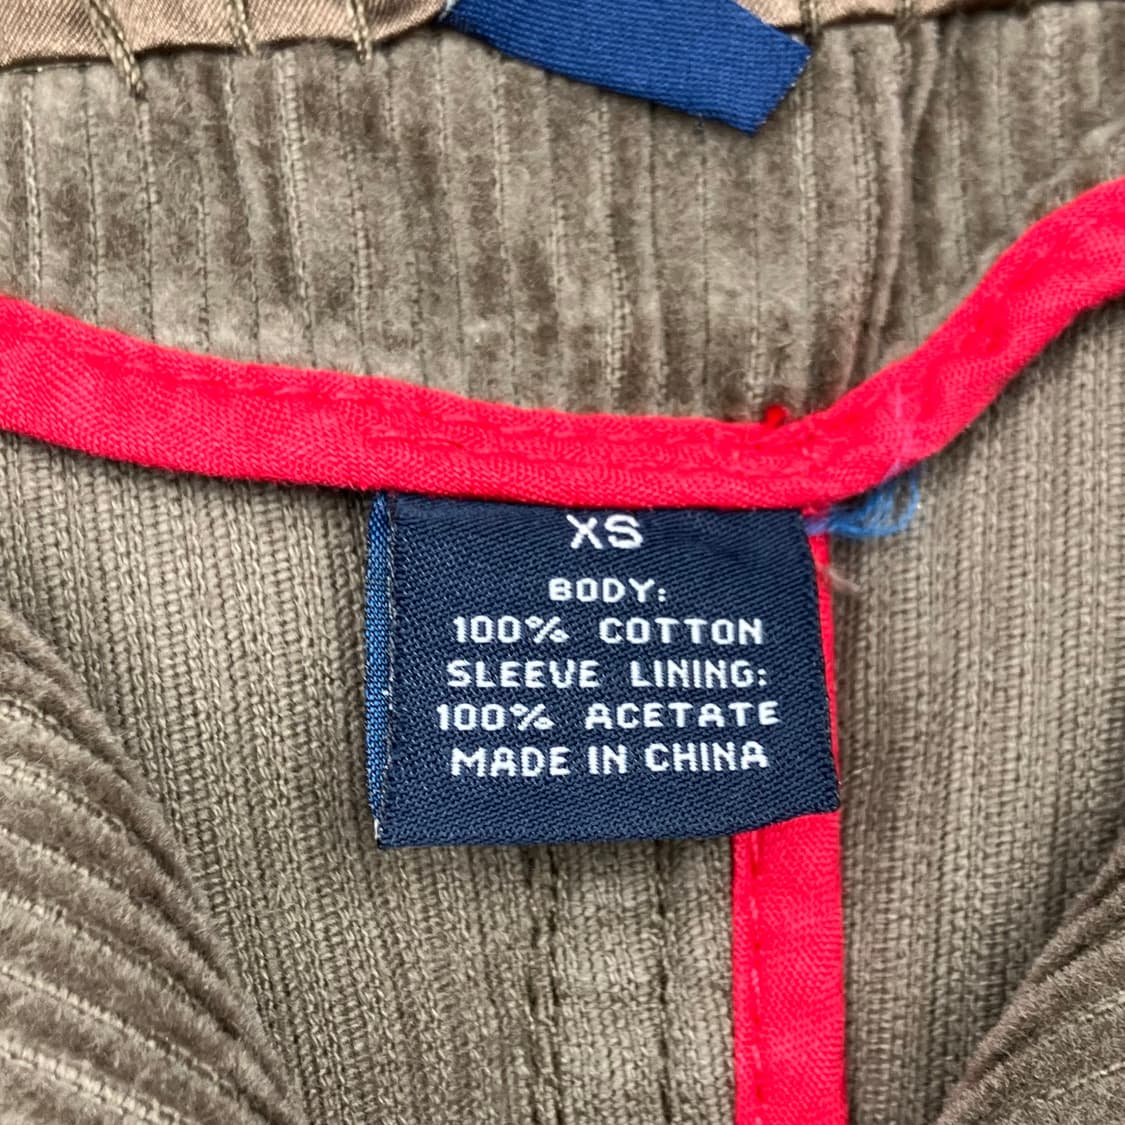 XS
BODY:
100% COTTON
SLEEVE LINING:
100% ACETATE
MADE IN CHINA